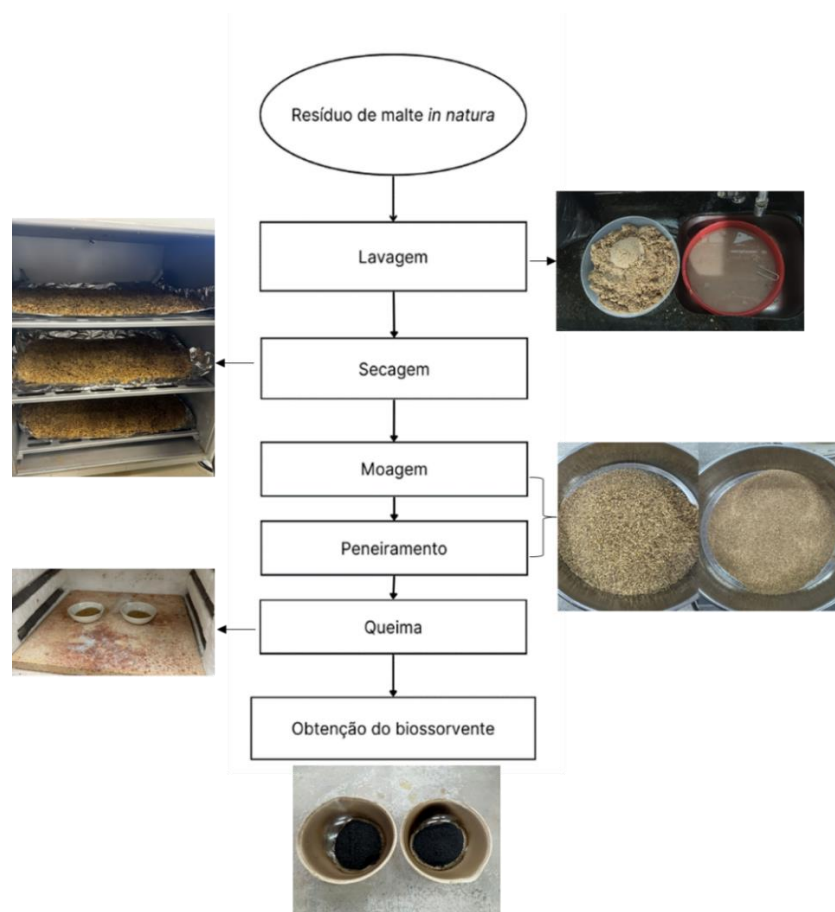 Resíduo de malte in natura
Lavagem
Secagem
Moagem
Peneiramento
Queima
Obtenção do biossorvente